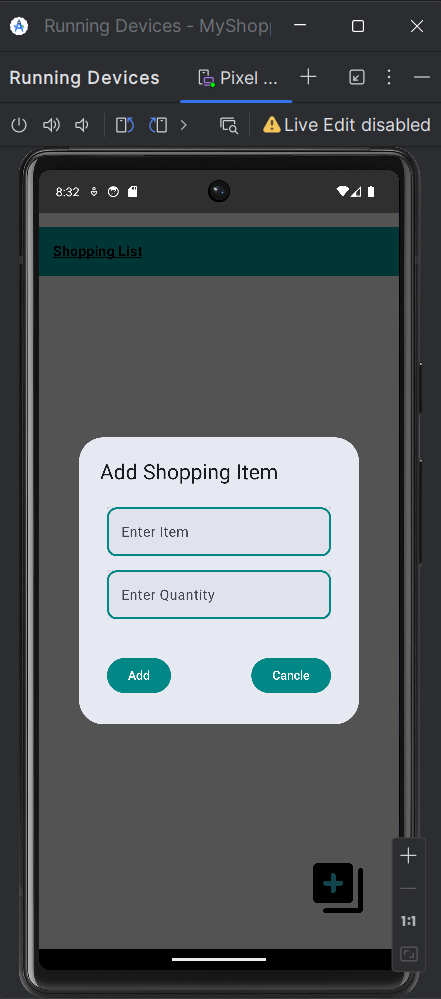 Running Devices - MyShopp
Running Devices
Pixel ...
Live Edit disabled
8:32
Shopping List
Add Shopping Item
Enter Item
Enter Quantity
Add
Cancle
1:1